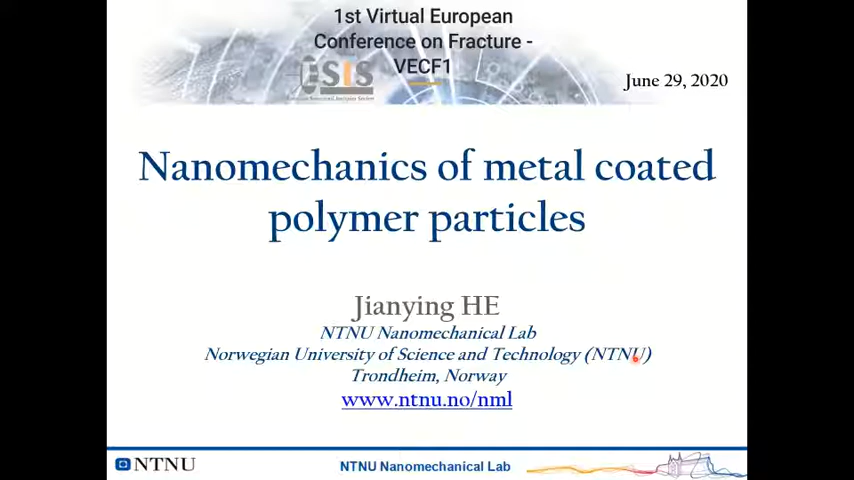 1st Virtual European
Conference on Fracture -
VECF1
ESIS
June 29, 2020
Nanomechanics of metal coated
polymer particles
Jianying HE
NTNU Nanomechanical Lab
Norwegian University of Science and Technology (NTNU)
Trondheim, Norway
www.ntnu.no/nml
NTNU
NTNU Nanomechanical Lab